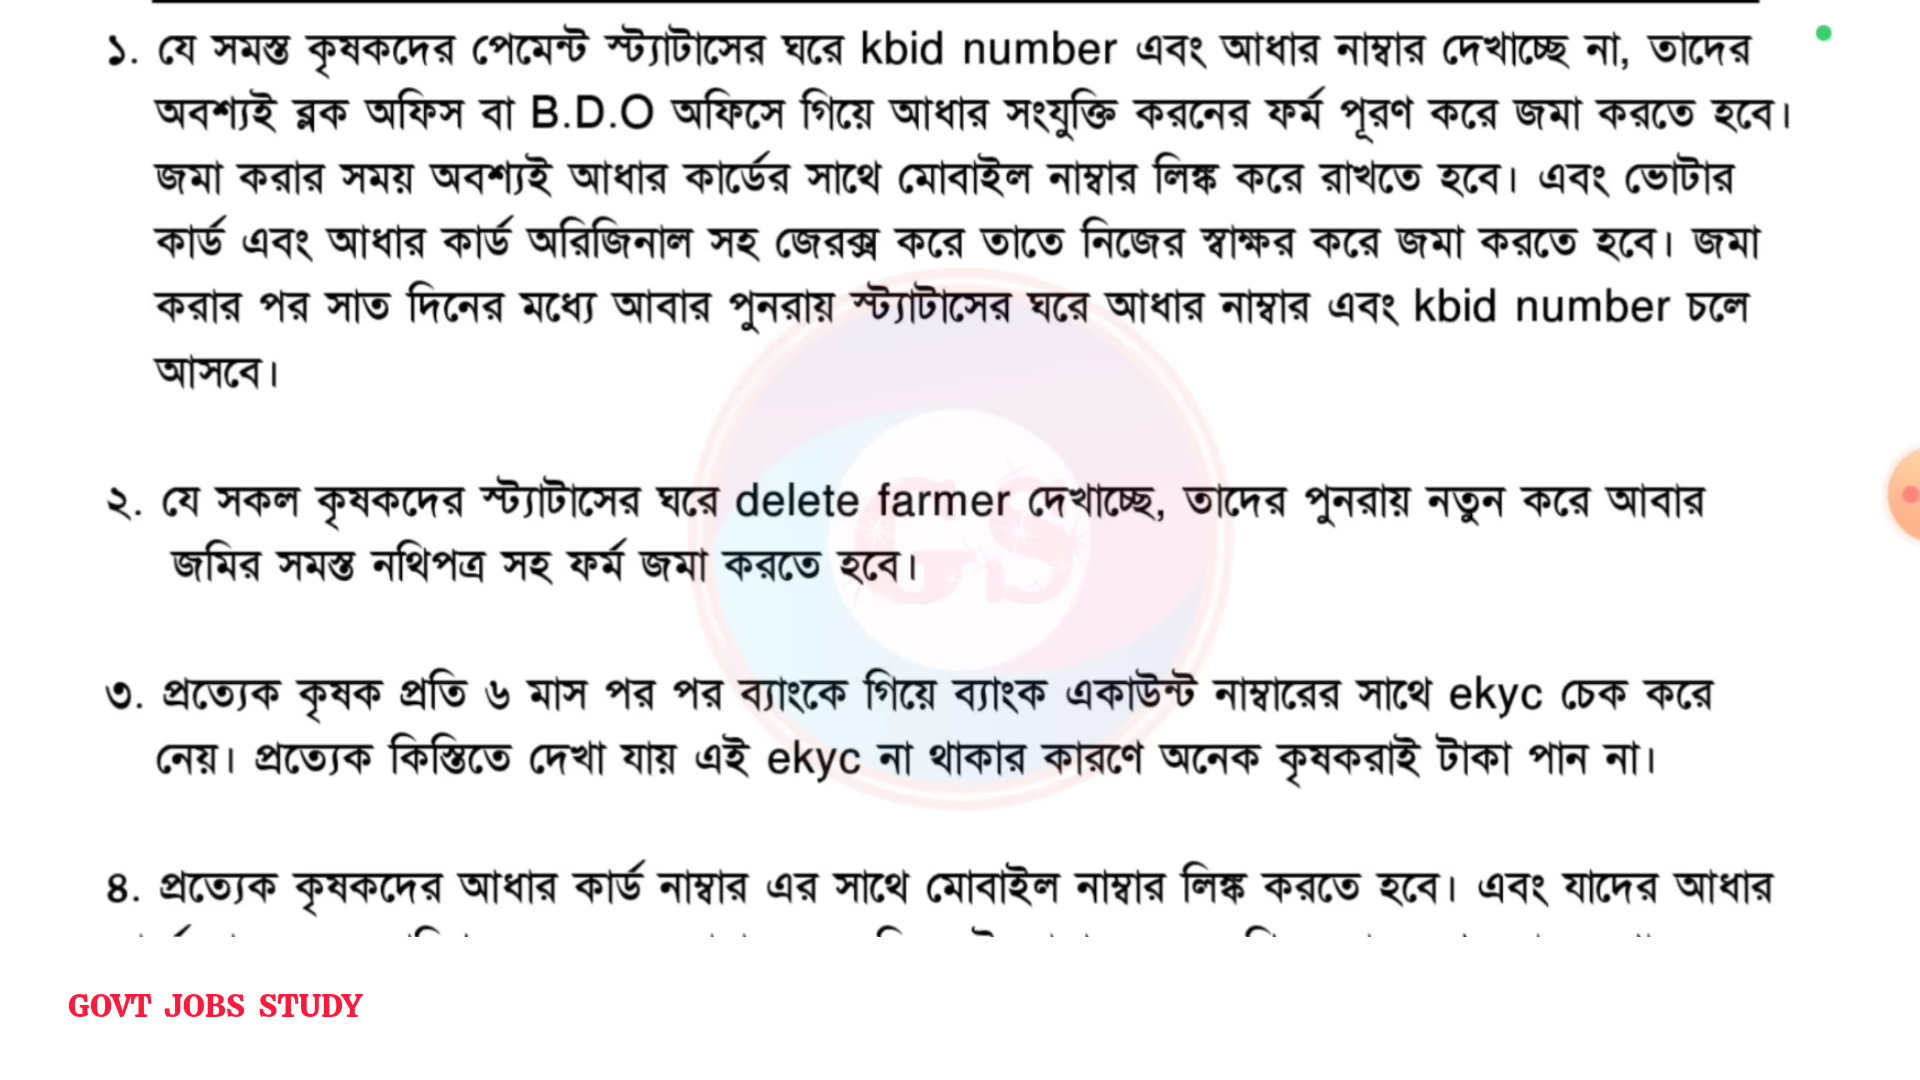 ১. যে সমস্ত কৃষকদের পেমেন্ট স্ট্যাটাসের ঘরে kbid number এবং আধার নাম্বার দেখাচ্ছে না, তাদের
অবশ্যই ব্লক অফিস বা B.D.O অফিসে গিয়ে আধার সংযুক্তি করনের ফর্ম পূরণ করে জমা করতে হবে।
জমা করার সময় অবশ্যই আধার কার্ডের সাথে মোবাইল নাম্বার লিঙ্ক করে রাখতে হবে। এবং ভোটার
কার্ড এবং আধার কার্ড অরিজিনাল সহ জেরক্স করে তাতে নিজের স্বাক্ষর করে জমা করতে হবে। জমা
করার পর সাত দিনের মধ্যে আবার পুনরায় স্ট্যাটাসের ঘরে আধার নাম্বার এবং kbid number চলে
আসবে।
২. যে সকল কৃষকদের স্ট্যাটাসের ঘরে delete farmer দেখাচ্ছে, তাদের পুনরায় নতুন করে আবার
জমির সমস্ত নথিপত্র সহ ফর্ম জমা করতে হবে।
GS
৩. প্রত্যেক কৃষক প্রতি ৬ মাস পর পর ব্যাংকে গিয়ে ব্যাংক একাউন্ট নাম্বারের সাথে ekyc চেক করে
নেয়। প্রত্যেক কিস্তিতে দেখা যায় এই ekyc না থাকার কারণে অনেক কৃষকরাই টাকা পান না।
৪. প্রত্যেক কৃষকদের আধার কার্ড নাম্বার এর সাথে মোবাইল নাম্বার লিঙ্ক করতে হবে। এবং যাদের আধার
GOVT JOBS STUDY